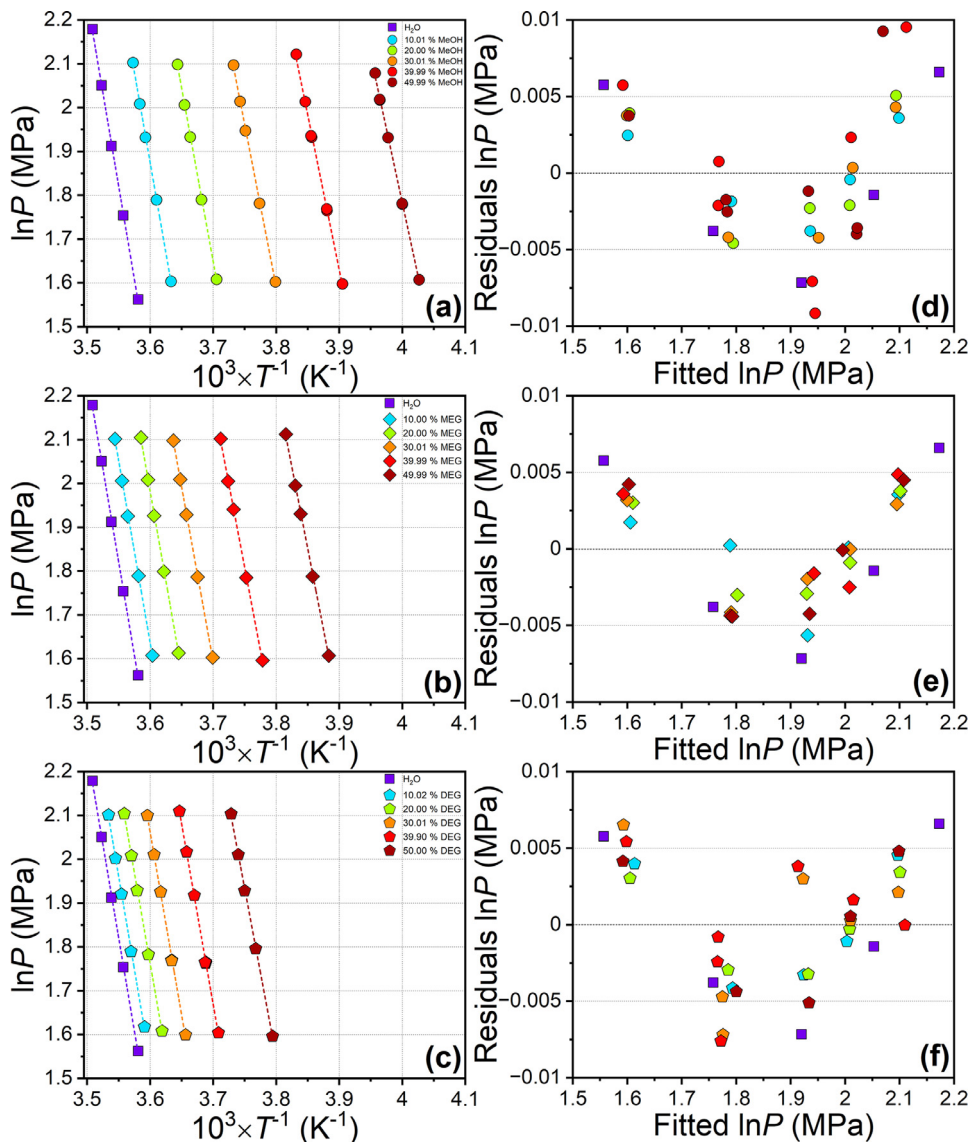 (a)
lnP (MPa)
2.2
2.1
2.0
1.9
1.8
1.7
1.6
1.5
3.5 3.6 3.7 3.8 3.9 4 4.1
10³×T⁻¹ (K⁻¹)
H₂O
10.01 % MeOH
20.00 % MeOH
30.01 % MeOH
39.99 % MeOH
49.99 % MeOH
(d)
Residuals lnP (MPa)
0.01
0.005
0
−0.005
−0.01
1.5 1.6 1.7 1.8 1.9 2 2.1 2.2
Fitted lnP (MPa)
(b)
lnP (MPa)
2.2
2.1
2.0
1.9
1.8
1.7
1.6
1.5
3.5 3.6 3.7 3.8 3.9 4 4.1
10³×T⁻¹ (K⁻¹)
H₂O
10.00 % MEG
20.00 % MEG
30.01 % MEG
39.99 % MEG
49.99 % MEG
(e)
Residuals lnP (MPa)
0.01
0.005
0
−0.005
−0.01
1.5 1.6 1.7 1.8 1.9 2 2.1 2.2
Fitted lnP (MPa)
(c)
lnP (MPa)
2.2
2.1
2.0
1.9
1.8
1.7
1.6
1.5
3.5 3.6 3.7 3.8 3.9 4 4.1
10³×T⁻¹ (K⁻¹)
H₂O
10.02 % DEG
20.00 % DEG
30.01 % DEG
39.90 % DEG
50.00 % DEG
(f)
Residuals lnP (MPa)
0.01
0.005
0
−0.005
−0.01
1.5 1.6 1.7 1.8 1.9 2 2.1 2.2
Fitted lnP (MPa)